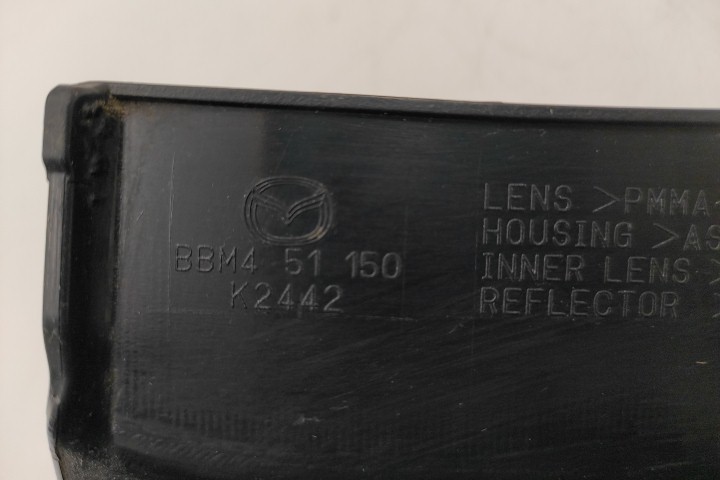 BBM4 51 150
K2442
LENS >PMMA<
HOUSING >AS
INNER LENS >
REFLECTOR >